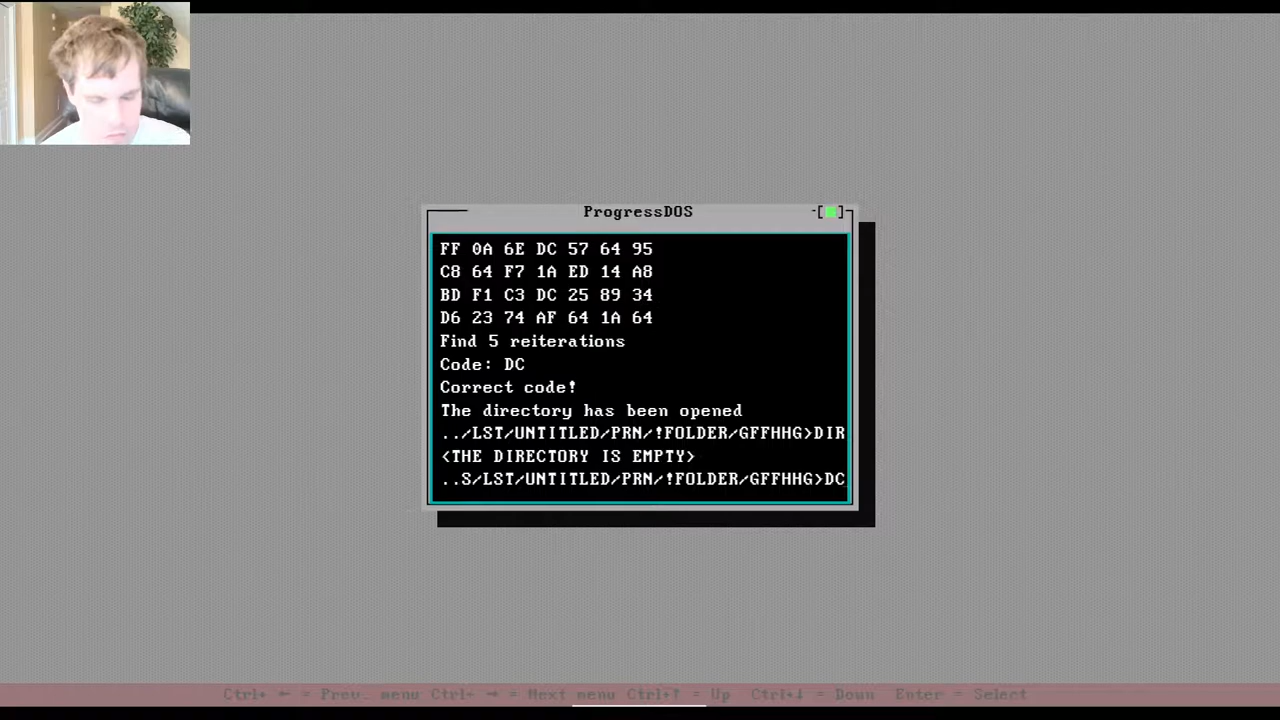 ProgressDOS
FF 0A 6E DC 57 64 95
C8 64 F7 1A ED 14 A8
BD F1 C3 DC 25 89 34
D6 23 74 AF 64 1A 64
Find 5 reiterations
Code: DC
Correct code!
The directory has been opened
../LST/UNTITLED/PRN/!FOLDER/GFFHHG>DIR
<THE DIRECTORY IS EMPTY>
..S/LST/UNTITLED/PRN/!FOLDER/GFFHHG>DC
Ctrl+ ← = Prev. menu Ctrl+ → = Next menu Ctrl+↑ = Up Ctrl+↓ = Down Enter = Select